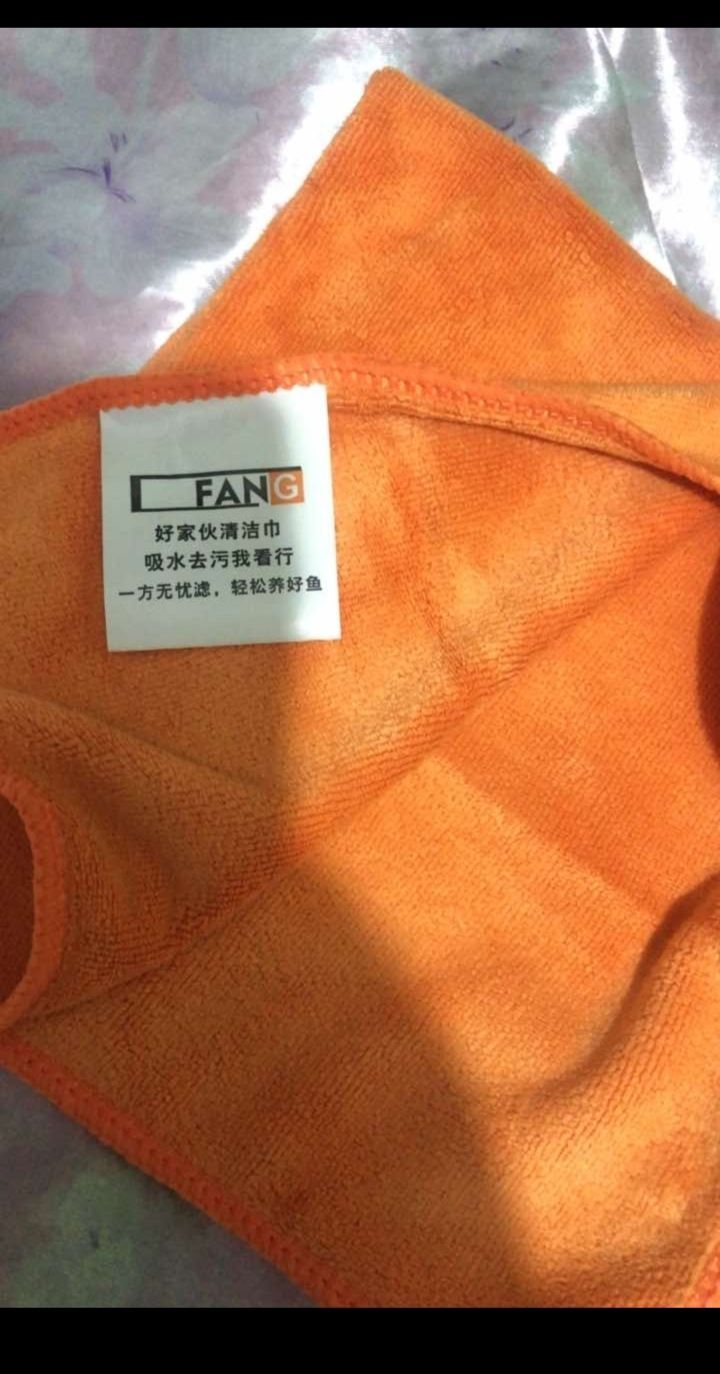 FANG
好家伙清洁巾
吸水去污我看行
一方无忧滤，轻松养好鱼